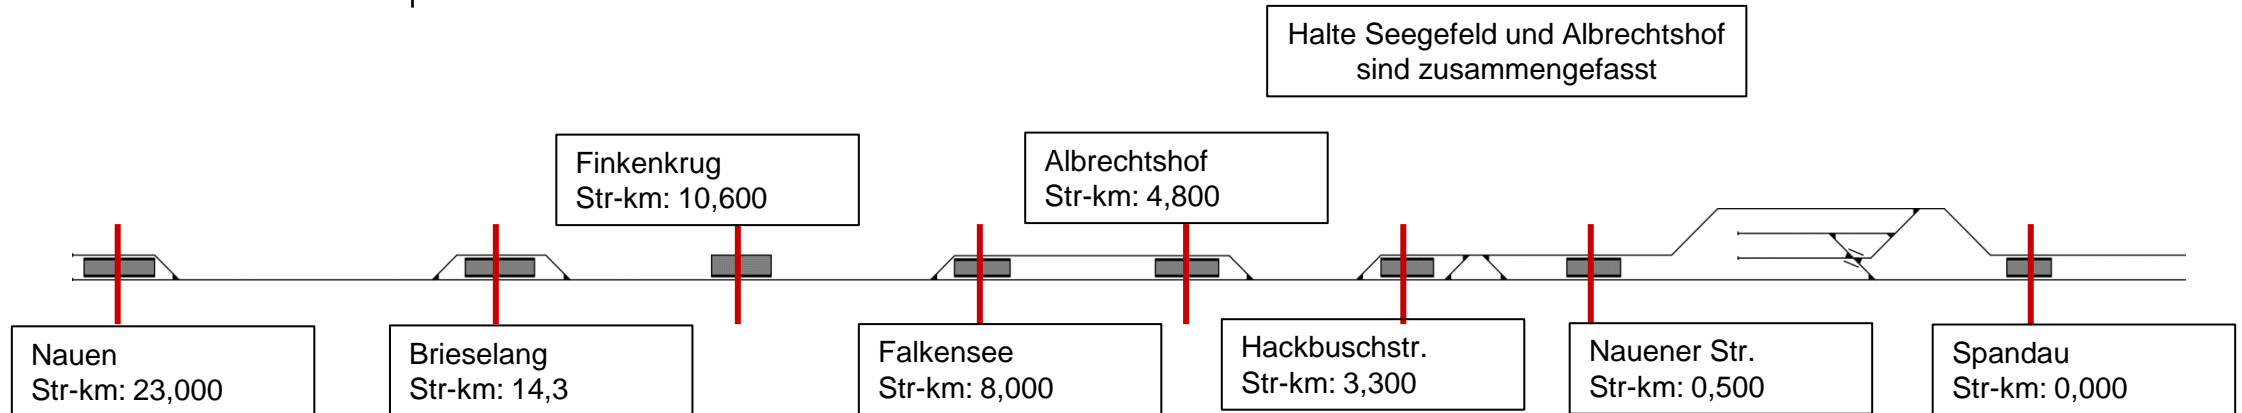 Halte Seegefeld und Albrechtshof
sind zusammengefasst
Finkenkrug
Str-km: 10,600
Albrechtshof
Str-km: 4,800
Nauen
Str-km: 23,000
Brieselang
Str-km: 14,3
Falkensee
Str-km: 8,000
Hackbuschstr.
Str-km: 3,300
Nauener Str.
Str-km: 0,500
Spandau
Str-km: 0,000